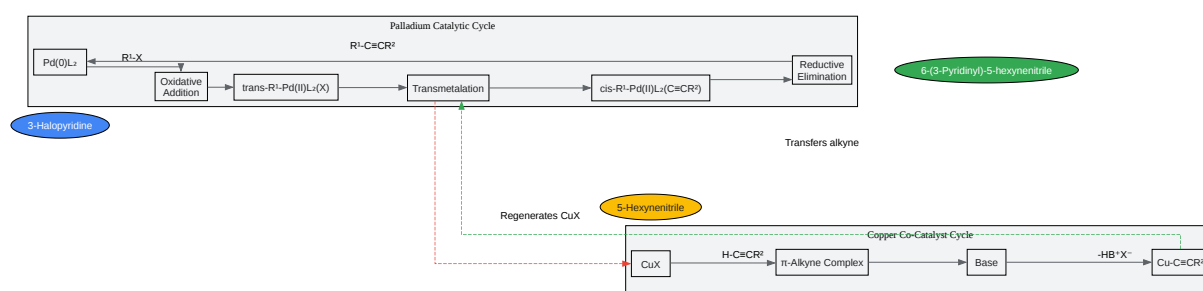 Palladium Catalytic Cycle
R¹-C≡CR²
Pd(0)L₂
R¹-X
Oxidative
Addition
trans-R¹-Pd(II)L₂(X)
Transmetalation
cis-R¹-Pd(II)L₂(C≡CR²)
Reductive
Elimination
6-(3-Pyridinyl)-5-hexynenitrile
3-Halopyridine
Transfers alkyne
5-Hexynenitrile
Regenerates CuX
Copper Co-Catalyst Cycle
CuX
H-C≡CR²
π-Alkyne Complex
Base
-HB⁺X⁻
Cu-C≡CR²